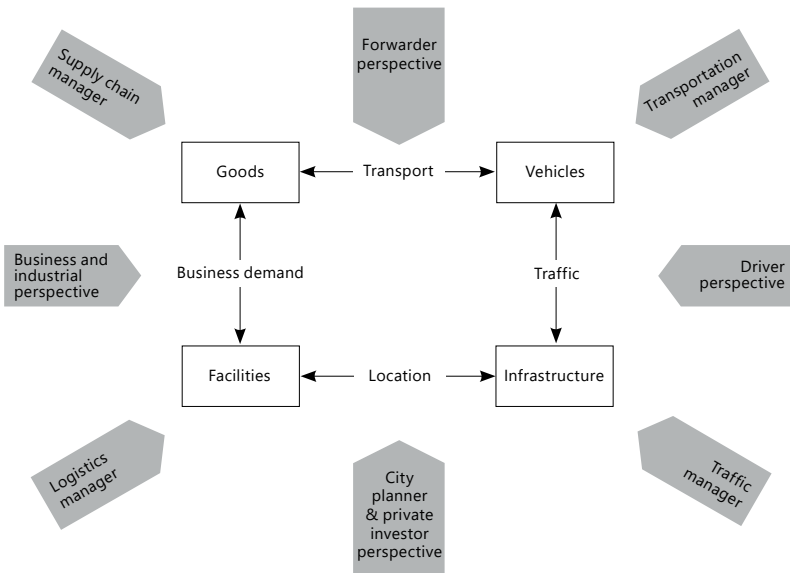 Supply chain
manager
Forwarder
perspective
Transportation
manager
Goods
Transport
Vehicles
Business and
industrial
perspective
Business demand
Traffic
Driver
perspective
Facilities
Location
Infrastructure
Logistics
manager
City
planner
& private
investor
perspective
Traffic
manager